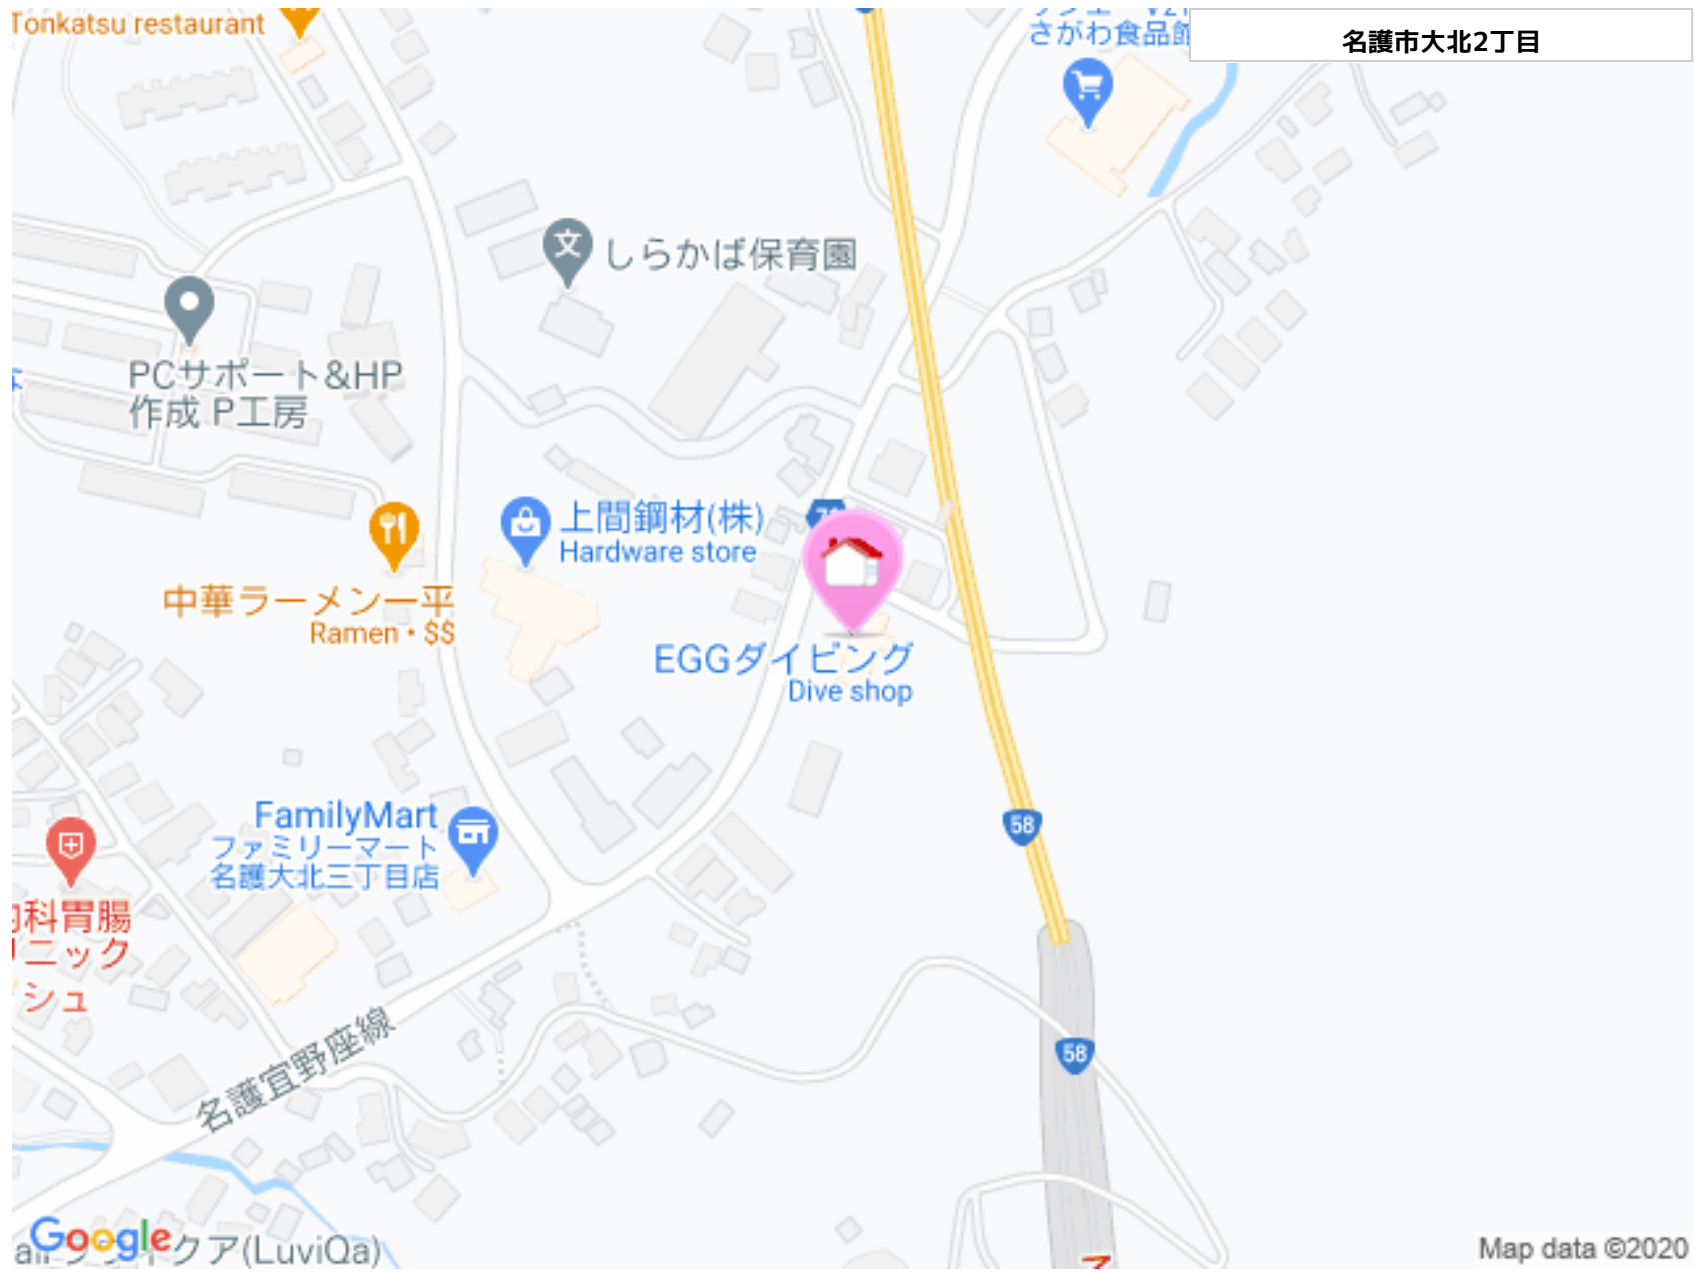 Tonkatsu restaurant
さがわ食品館
名護市大北2丁目
しらかば保育園
PCサポート&HP
作成 P工房
上間鋼材(株)
Hardware store
中華ラーメン一平
Ramen • $$
EGGダイビング
Dive shop
FamilyMart
ファミリーマート
名護大北三丁目店
58
科胃腸
ニック
シュ
58
名護宜野座線
Google
クア(LuviQa)
Map data ©2020